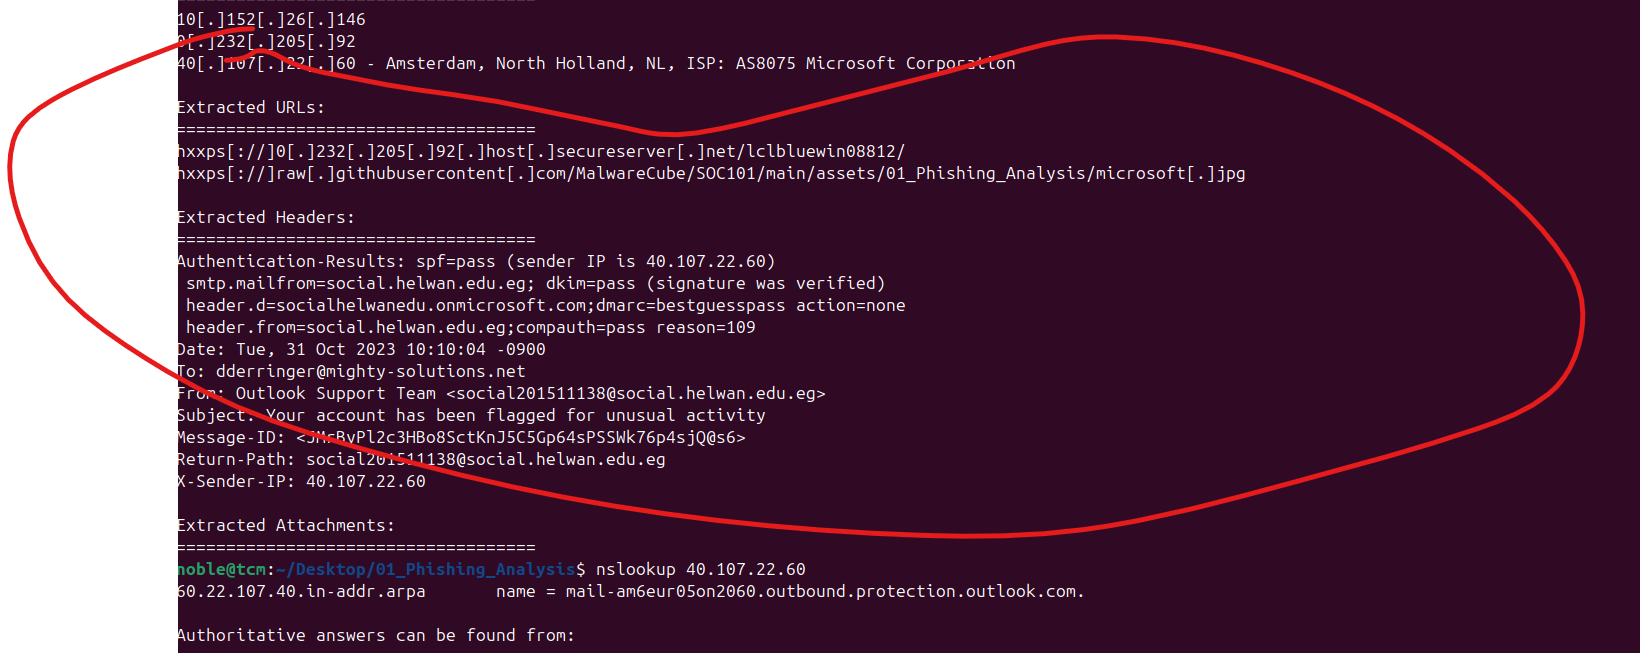 10[.]152[.]26[.]146
0[.]232[.]205[.]92
40[.]107[.]22[.]60 - Amsterdam, North Holland, NL, ISP: AS8075 Microsoft Corporation
Extracted URLs:
====================================
hxxps[://]0[.]232[.]205[.]92[.]host[.]secureserver[.]net/lclbluewin08812/
hxxps[://]raw[.]githubusercontent[.]com/MalwareCube/SOC101/main/assets/01_Phishing_Analysis/microsoft[.]jpg
Extracted Headers:
====================================
Authentication-Results: spf=pass (sender IP is 40.107.22.60)
smtp.mailfrom=social.helwan.edu.eg; dkim=pass (signature was verified)
header.d=socialhelwanedu.onmicrosoft.com;dmarc=bestguesspass action=none
header.from=social.helwan.edu.eg;compauth=pass reason=109
Date: Tue, 31 Oct 2023 10:10:04 -0900
To: dderringer@mighty-solutions.net
From: Outlook Support Team <social201511138@social.helwan.edu.eg>
Subject: Your account has been flagged for unusual activity
Message-ID: <JMrByPl2c3HBo8SctKnJ5C5Gp64sPSSWk76p4sjQ@s6>
Return-Path: social201511138@social.helwan.edu.eg
X-Sender-IP: 40.107.22.60
Extracted Attachments:
====================================
noble@tcm:~/Desktop/01_Phishing_Analysis$ nslookup 40.107.22.60
60.22.107.40.in-addr.arpa name = mail-am6eur05on2060.outbound.protection.outlook.com.
Authoritative answers can be found from: